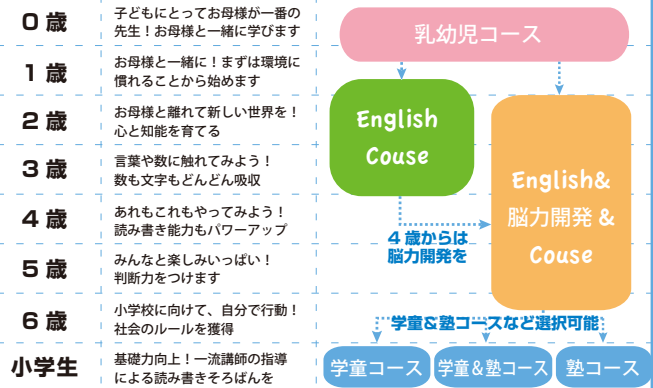 0歳
子どもにとってお母様が一番の
先生！お母様と一緒に学びます
1歳
お母様と一緒に！まずは環境に
慣れることから始めます
2歳
お母様と離れて新しい世界を！
心と知能を育てる
3歳
言葉や数に触れてみよう！
数も文字もどんどん吸収
4歳
あれもこれもやってみよう！
読み書き能力もパワーアップ
5歳
みんなと楽しみいっぱい！
判断力をつけます
6歳
小学校に向けて、自分で行動！
社会のルールを獲得
小学生
基礎力向上！一流講師の指導
による読み書きそろばんを
乳幼児コース
English
Couse
English&
脳力開発 &
Couse
4歳からは
脳力開発を
学童＆塾コースなど選択可能
学童コース
学童&塾コース
塾コース